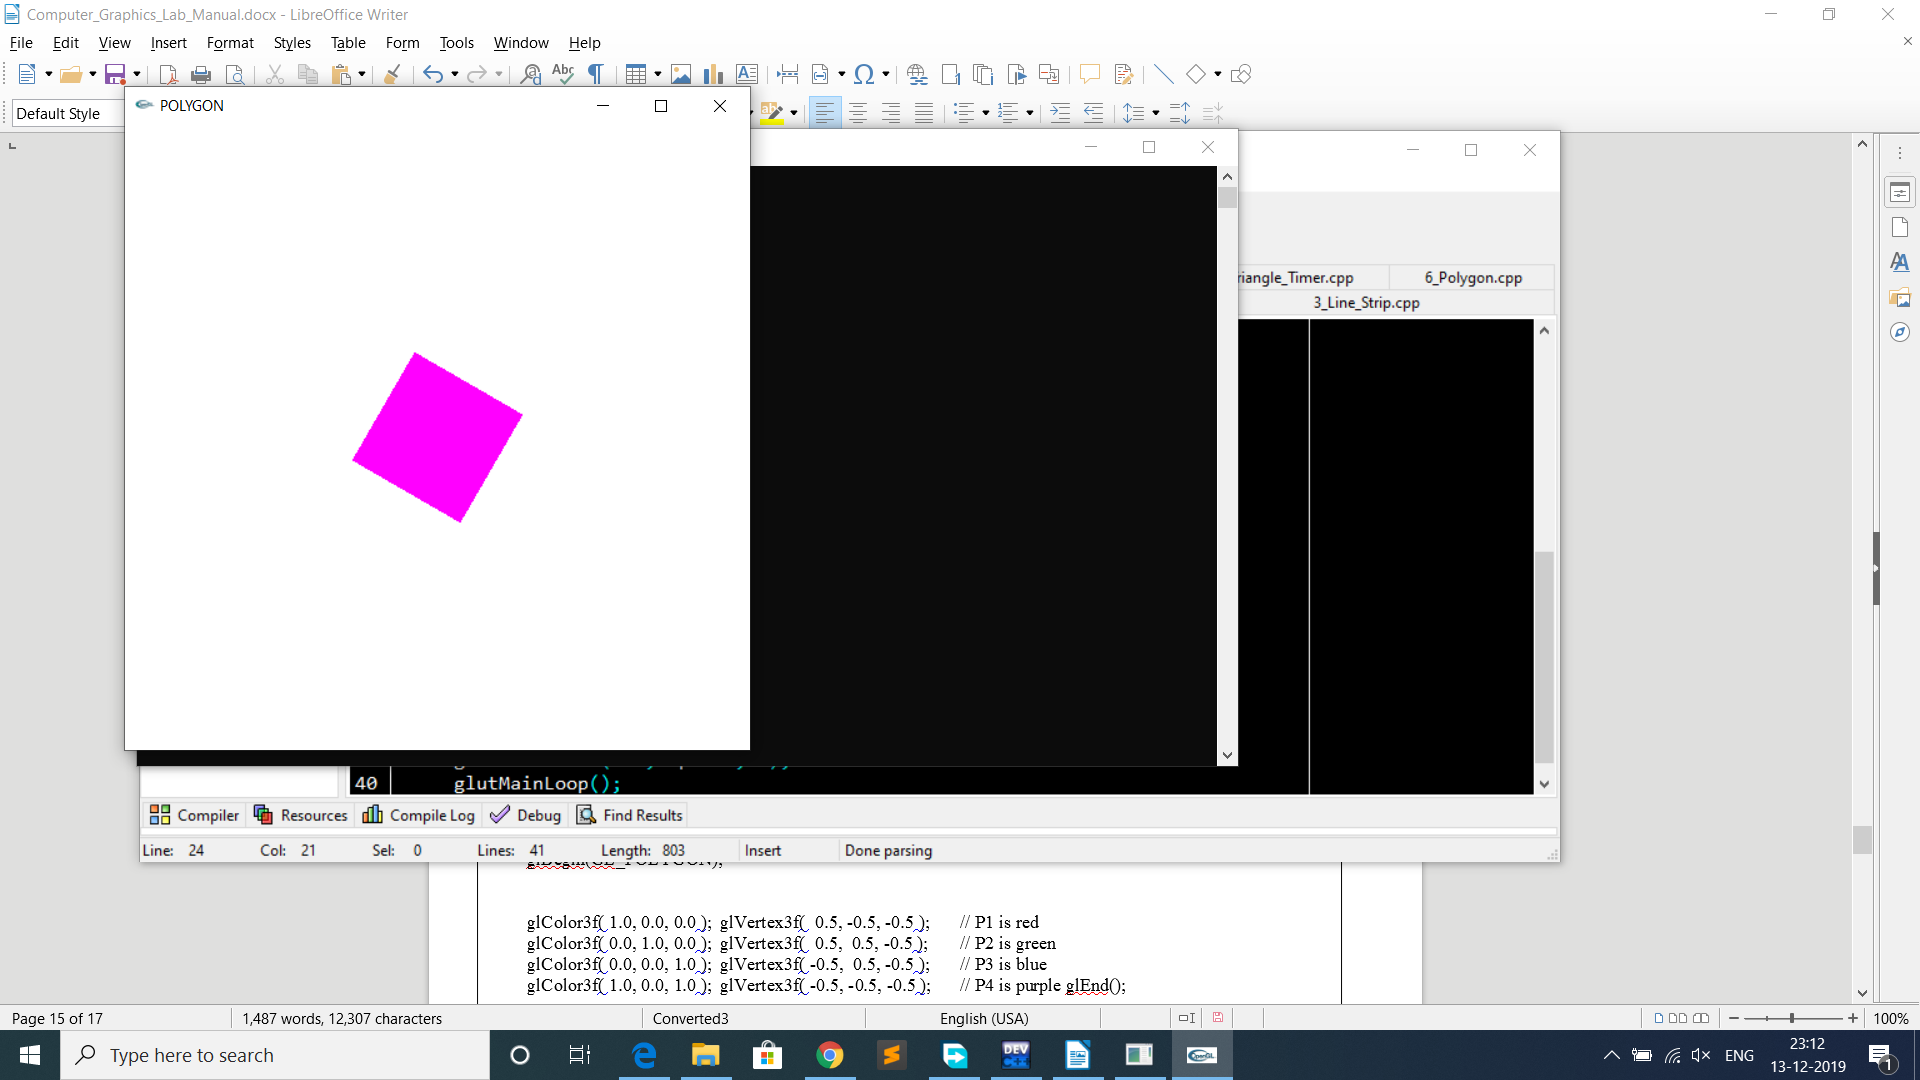 Computer_Graphics_Lab_Manual.docx - LibreOffice Writer
File Edit View Insert Format Styles Table Form Tools Window Help
Default Style
POLYGON
riangle_Timer.cpp 6_Polygon.cpp
3_Line_Strip.cpp
40 glutMainLoop();
Compiler Resources Compile Log Debug Find Results
Line: 24 Col: 21 Sel: 0 Lines: 41 Length: 803 Insert Done parsing
glColor3f( 1.0, 0.0, 0.0 ); glVertex3f( 0.5, -0.5, -0.5 ); // P1 is red
glColor3f( 0.0, 1.0, 0.0 ); glVertex3f( 0.5, 0.5, -0.5 ); // P2 is green
glColor3f( 0.0, 0.0, 1.0 ); glVertex3f( -0.5, 0.5, -0.5 ); // P3 is blue
glColor3f( 1.0, 0.0, 1.0 ); glVertex3f( -0.5, -0.5, -0.5 ); // P4 is purple glEnd();
Page 15 of 17 1,487 words, 12,307 characters Converted3 English (USA) 100%
Type here to search
DEV C++
OpenGL
ENG
23:12
13-12-2019
1